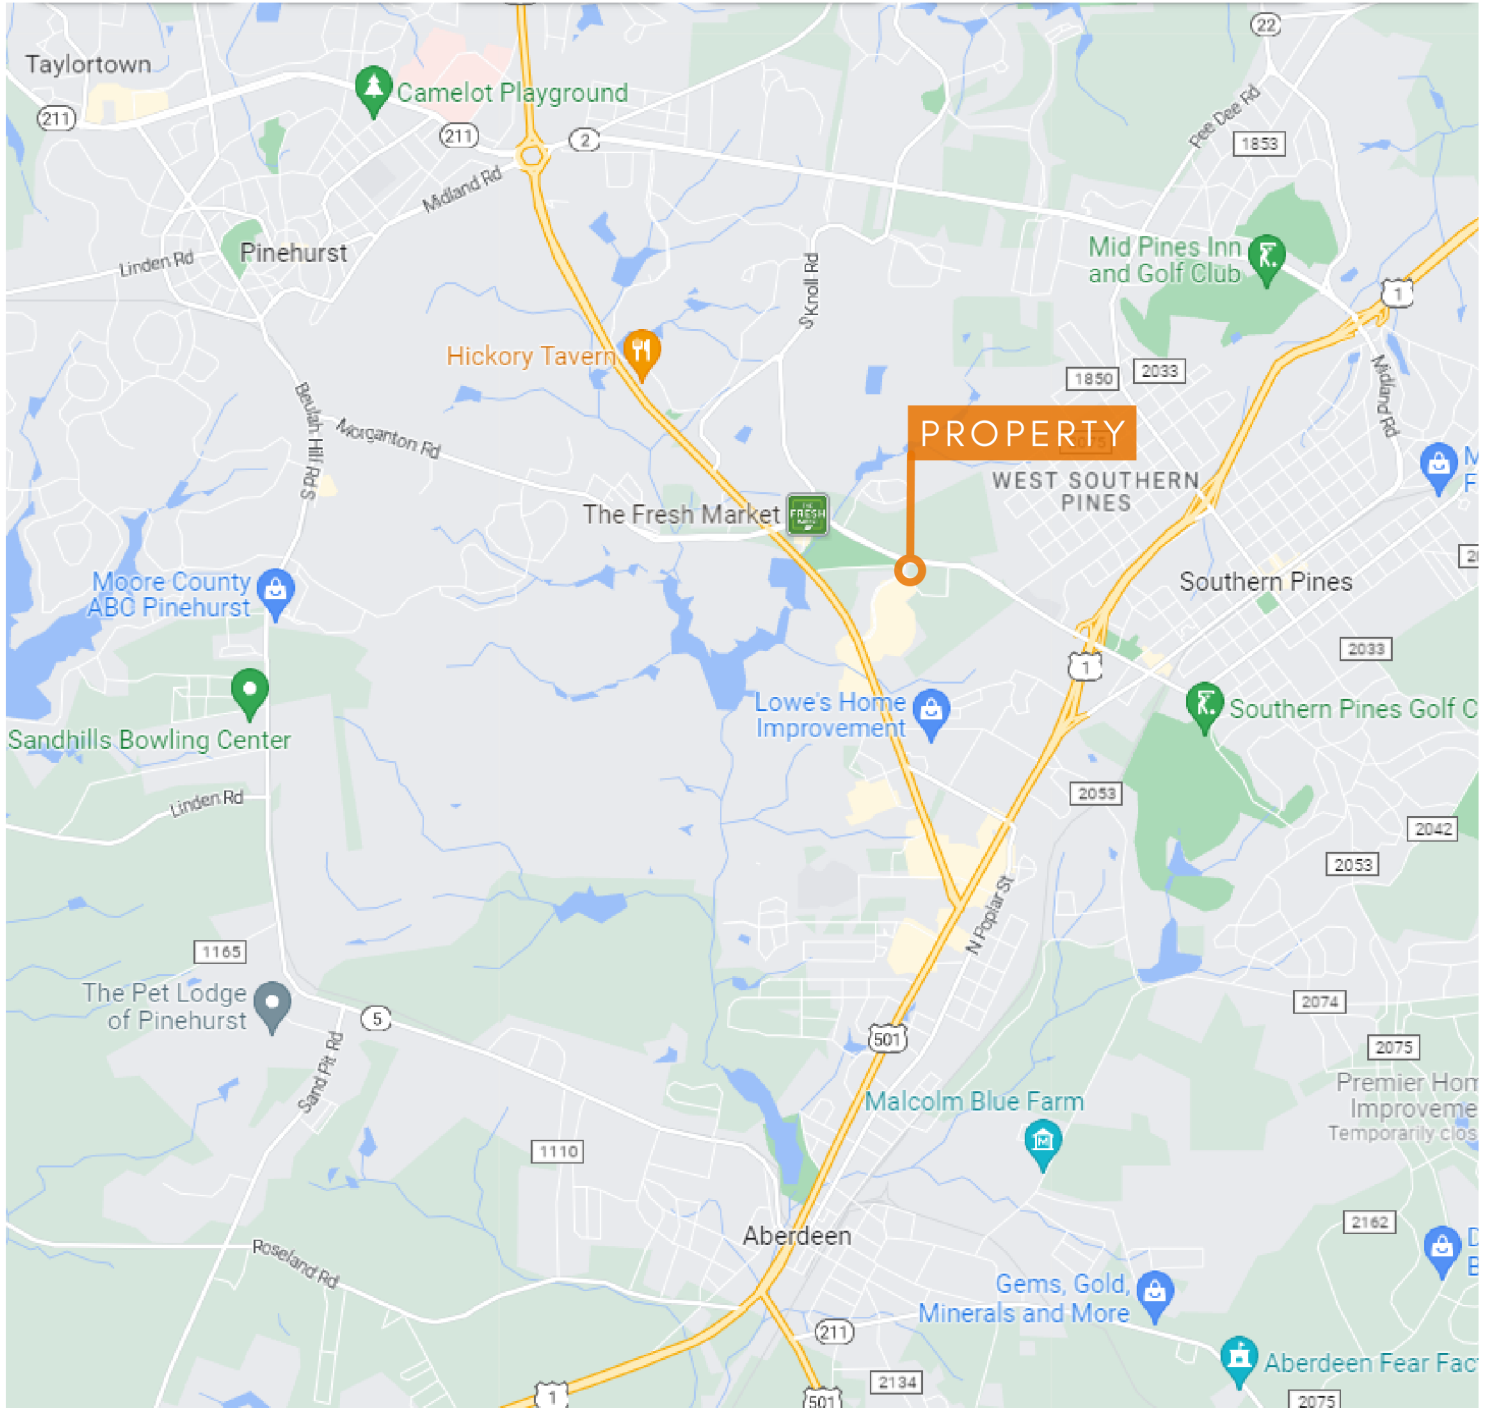 22
Taylortown
Camelot Playground
211
211
2
Pee Dee Rd
1853
Midland Rd
Pinehurst
Linden Rd
Mid Pines Inn
and Golf Club
S Knoll Rd
1
Hickory Tavern
2033
1850
Midland Rd
Beulah Hill Rd S
Morganton Rd
PROPERTY
WEST SOUTHERN
PINES
The Fresh Market
THE
FRESH
MARKET
M
F
20
Moore County
ABC Pinehurst
Southern Pines
2033
1
Sandhills Bowling Center
Lowe's Home
Improvement
Southern Pines Golf C
Linden Rd
2053
2042
2053
N Poplar St
1165
The Pet Lodge
of Pinehurst
5
2074
501
2075
Sand Pit Rd
Premier Hom
Improveme
Temporarily clos
Malcolm Blue Farm
1110
2162
Aberdeen
D
B
Roseland Rd
Gems, Gold,
Minerals and More
211
Aberdeen Fear Fac
2134
1
501
2075